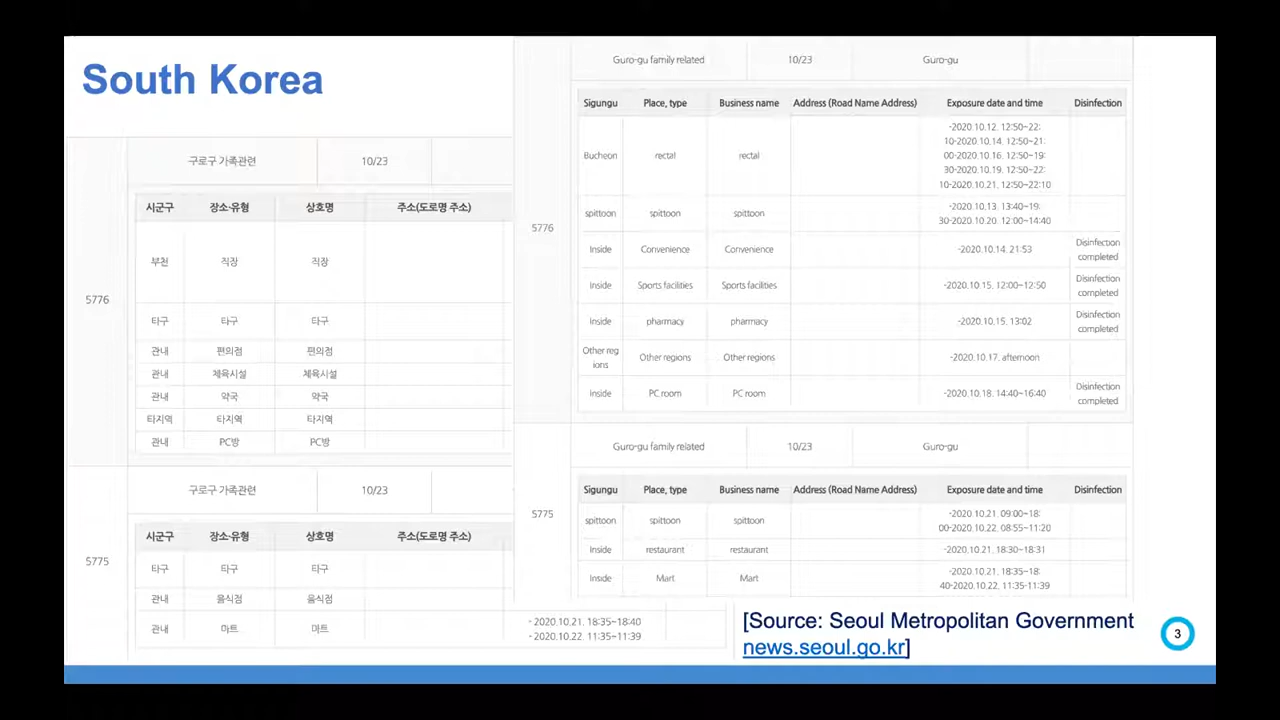 South Korea
구로구 가족관련 10/23
시군구 장소·유형 상호명 주소(도로명 주소)
부천 직장 직장
5776
타구 타구 타구
관내 편의점 편의점
관내 체육시설 체육시설
관내 약국 약국
타지역 타지역 타지역
관내 PC방 PC방
구로구 가족관련 10/23
시군구 장소·유형 상호명 주소(도로명 주소)
5775
타구 타구 타구
관내 음식점 음식점
관내 마트 마트
- 2020.10.21. 18:35~18:40
- 2020.10.22. 11:35~11:39
Guro-gu family related 10/23 Guro-gu
Sigungu Place, type Business name Address (Road Name Address) Exposure date and time Disinfection
Bucheon rectal rectal
-2020.10.12. 12:50~22:
10-2020.10.14. 12:50~21:
00-2020.10.16. 12:50~19:
30-2020.10.19. 12:50~22:
10-2020.10.21. 12:50~22:10
5776
spittoon spittoon spittoon
-2020.10.13. 13:40~19:
30-2020.10.20. 12:00~14:40
Inside Convenience Convenience -2020.10.14. 21:53 Disinfection
completed
Inside Sports facilities Sports facilities -2020.10.15. 12:00~12:50 Disinfection
completed
Inside pharmacy pharmacy -2020.10.15. 13:02 Disinfection
completed
Other reg
ions
Other regions Other regions -2020.10.17. afternoon
Inside PC room PC room -2020.10.18. 14:40~16:40 Disinfection
completed
Guro-gu family related 10/23 Guro-gu
Sigungu Place, type Business name Address (Road Name Address) Exposure date and time Disinfection
5775
spittoon spittoon spittoon
-2020.10.21. 09:00~18:
00-2020.10.22. 08:55~11:20
Inside restaurant restaurant -2020.10.21. 18:30~18:31
Inside Mart Mart
-2020.10.21. 18:35~18:
40-2020.10.22. 11:35-11:39
[Source: Seoul Metropolitan Government
news.seoul.go.kr]
3